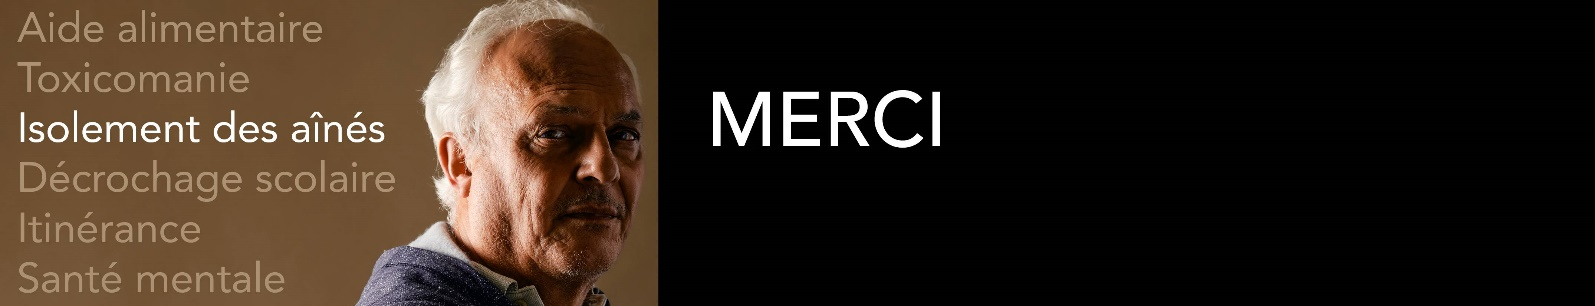 Aide alimentaire
Toxicomanie
Isolement des aînés
Décrochage scolaire
Itinérance
Santé mentale
MERCI